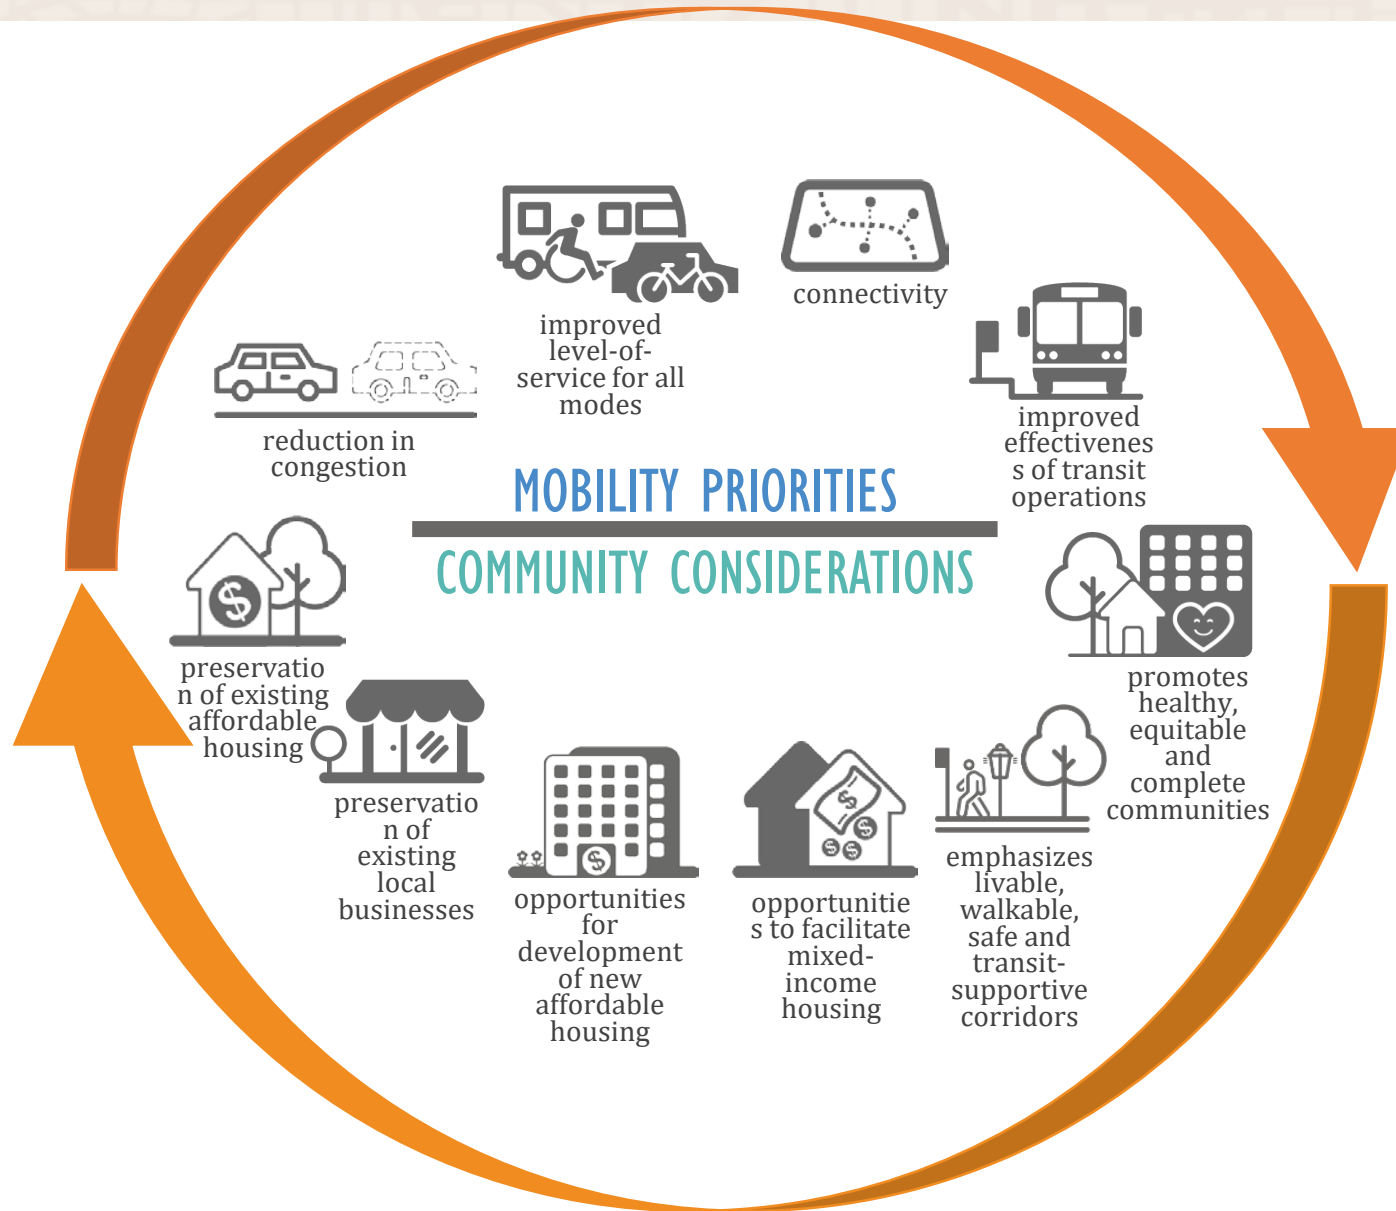 connectivity
improved
level-of-
service for all
modes
improved
effectivenes
s of transit
operations
reduction in
congestion
MOBILITY PRIORITIES
COMMUNITY CONSIDERATIONS
preservatio
n of existing
affordable
housing
preservatio
n of
existing
local
businesses
opportunities
for
development
of new
affordable
housing
opportunitie
s to facilitate
mixed-
income
housing
emphasizes
livable,
walkable,
safe and
transit-
supportive
corridors
promotes
healthy,
equitable
and
complete
communities